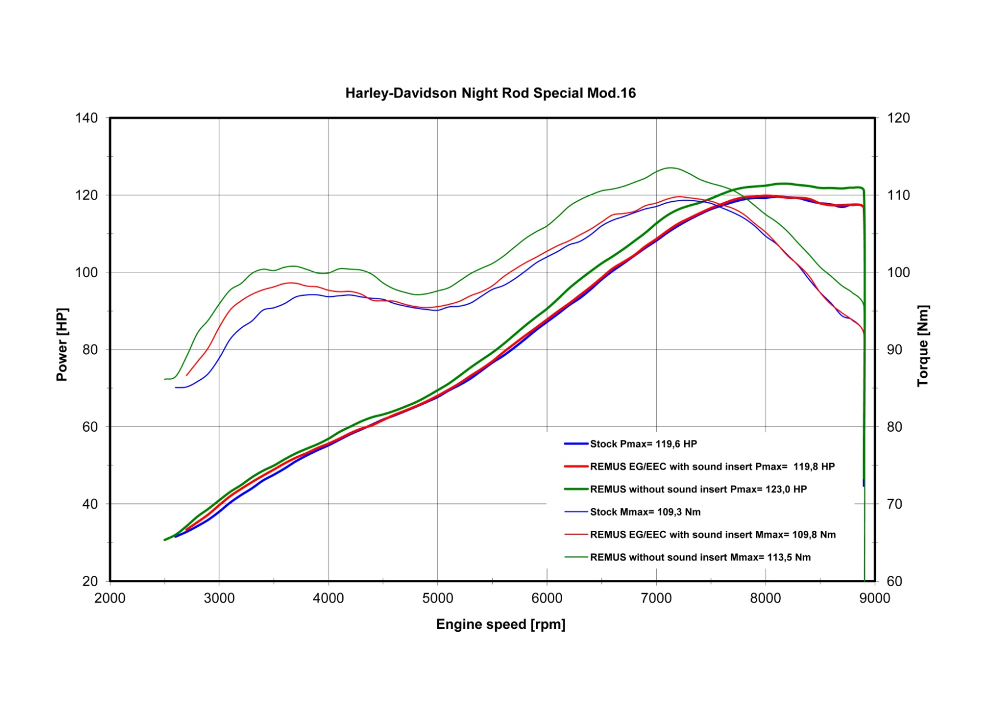 Harley-Davidson Night Rod Special Mod.16
140
120
100
80
60
40
20
Power [HP]
120
110
100
90
80
70
60
Torque [Nm]
Stock Pmax= 119,6 HP
REMUS EG/EEC with sound insert Pmax=  119,8 HP
REMUS without sound insert Pmax= 123,0 HP
Stock Mmax= 109,3 Nm
REMUS EG/EEC with sound insert Mmax= 109,8 Nm
REMUS without sound insert Mmax= 113,5 Nm
2000 3000 4000 5000 6000 7000 8000 9000
Engine speed [rpm]